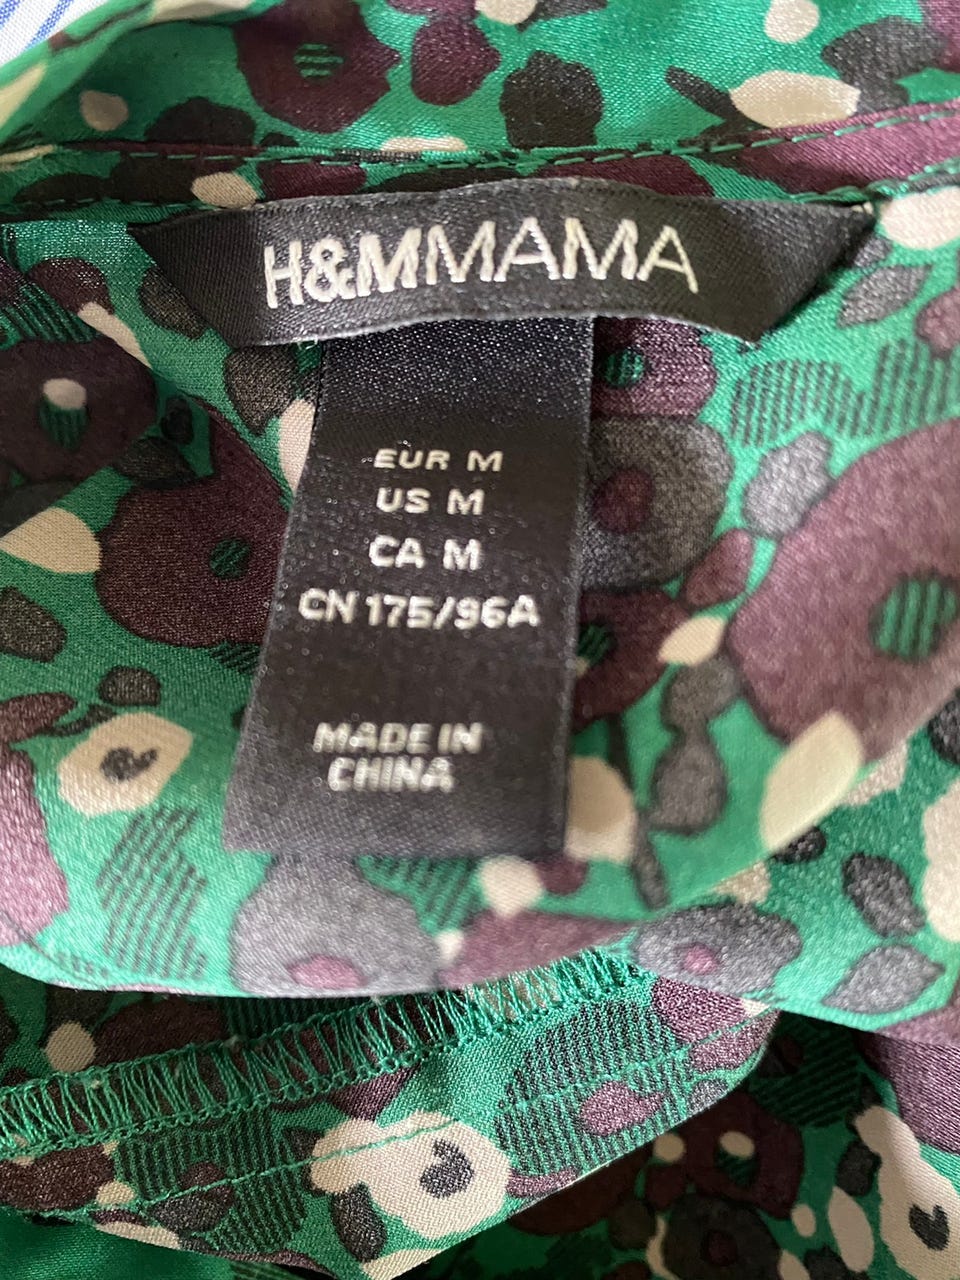 H&MMAMA
EUR M
US M
CA M
CN 175/96A
MADE IN
CHINA